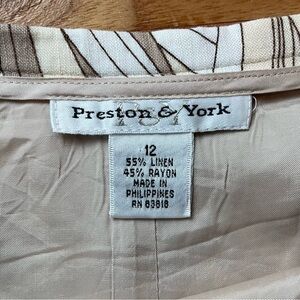 Preston & York
12
55% LINEN
45% RAYON
MADE IN
PHILIPPINES
RN 83818